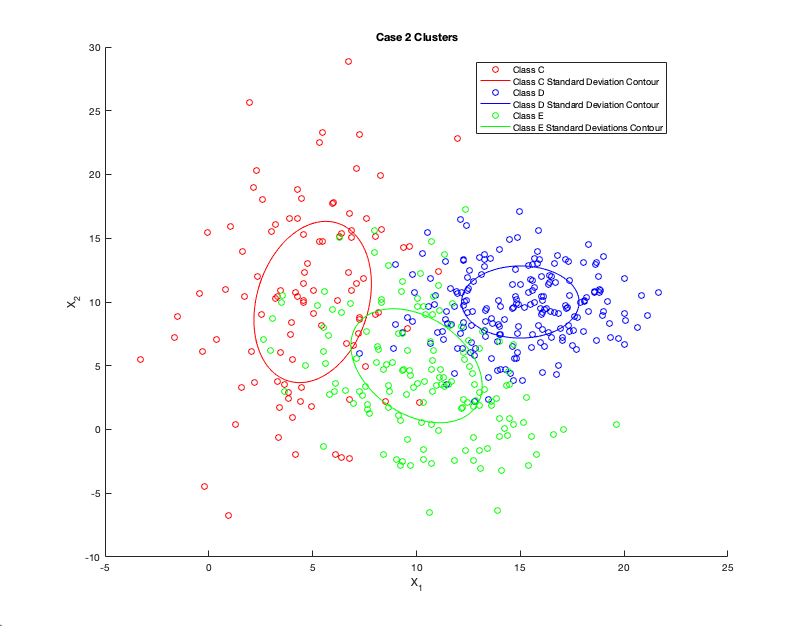 Case 2 Clusters
Class C
Class C Standard Deviation Contour
Class D
Class D Standard Deviation Contour
Class E
Class E Standard Deviations Contour
30
25
20
15
10
5
0
-5
-10
X2
-5 0 5 10 15 20 25
X1